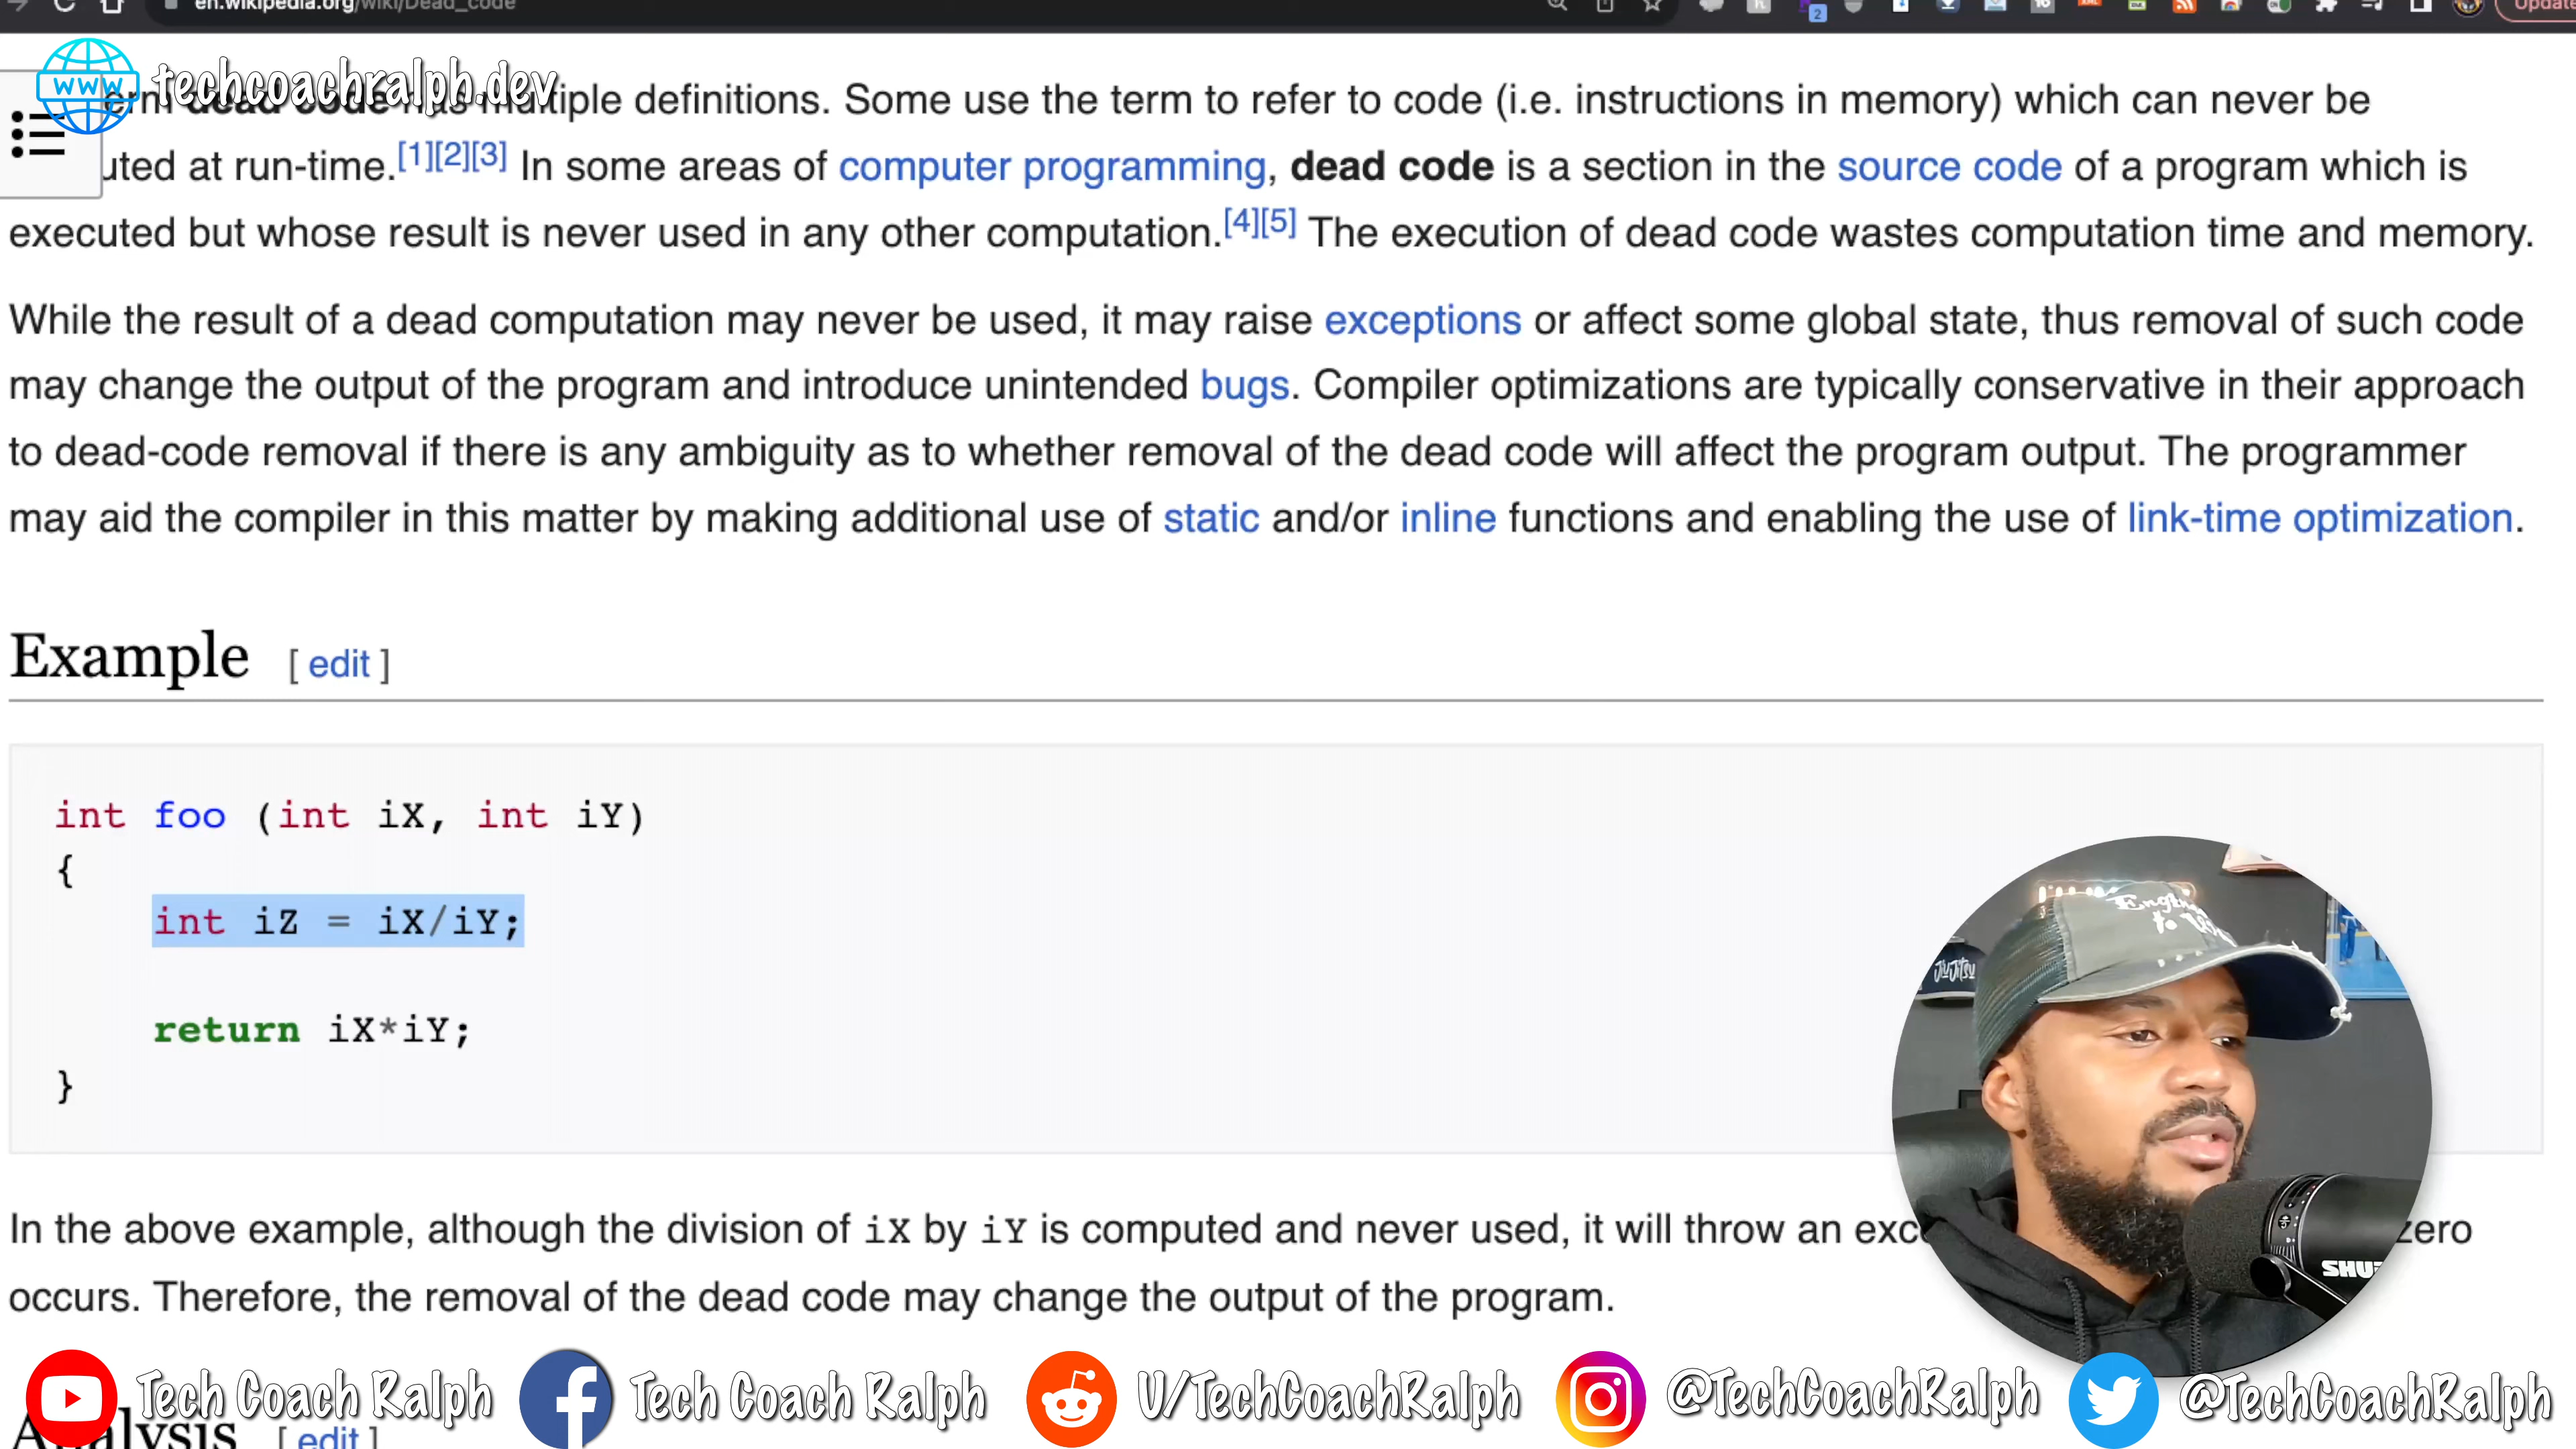 en.wikipedia.org/wiki/Dead_code
2
Update
www
techcoachralph.dev
erm dead code has multiple definitions. Some use the term to refer to code (i.e. instructions in memory) which can never be
uted at run-time.[1][2][3] In some areas of computer programming, dead code is a section in the source code of a program which is
executed but whose result is never used in any other computation.[4][5] The execution of dead code wastes computation time and memory.
While the result of a dead computation may never be used, it may raise exceptions or affect some global state, thus removal of such code
may change the output of the program and introduce unintended bugs. Compiler optimizations are typically conservative in their approach
to dead-code removal if there is any ambiguity as to whether removal of the dead code will affect the program output. The programmer
may aid the compiler in this matter by making additional use of static and/or inline functions and enabling the use of link-time optimization.
Example [ edit ]
int foo (int iX, int iY)
{
int iZ = iX/iY;
return iX*iY;
}
JiuJitsu
In the above example, although the division of iX by iY is computed and never used, it will throw an exc zero
SHU
occurs. Therefore, the removal of the dead code may change the output of the program.
Tech Coach Ralph Tech Coach Ralph U/TechCoachRalph @TechCoachRalph @TechCoachRalph
Analysis [ edit ]